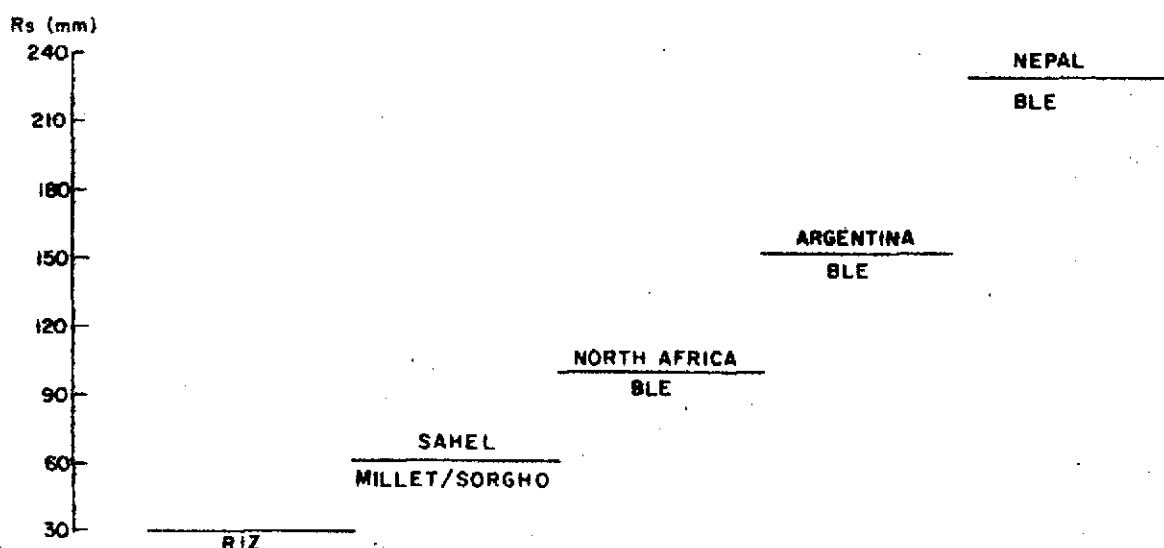 Rs (mm)
240
NEPAL
BLE
210
180
ARGENTINA
150
BLE
120
NORTH AFRICA
90
BLE
SAHEL
60
MILLET/SORGHO
30
RIZ